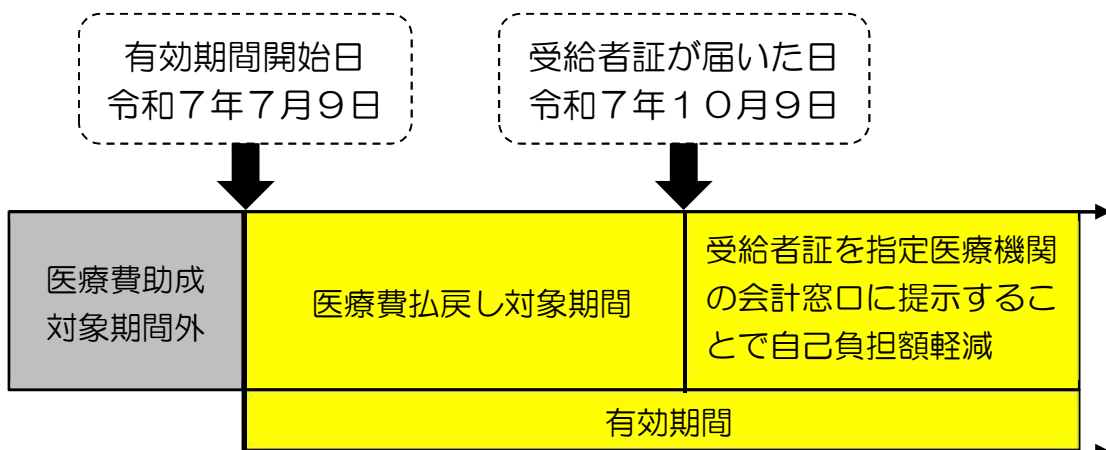 有効期間開始日
令和７年７月９日
受給者証が届いた日
令和７年１０月９日
医療費助成
対象期間外
医療費払戻し対象期間
受給者証を指定医療機関
の会計窓口に提示するこ
とで自己負担額軽減
有効期間